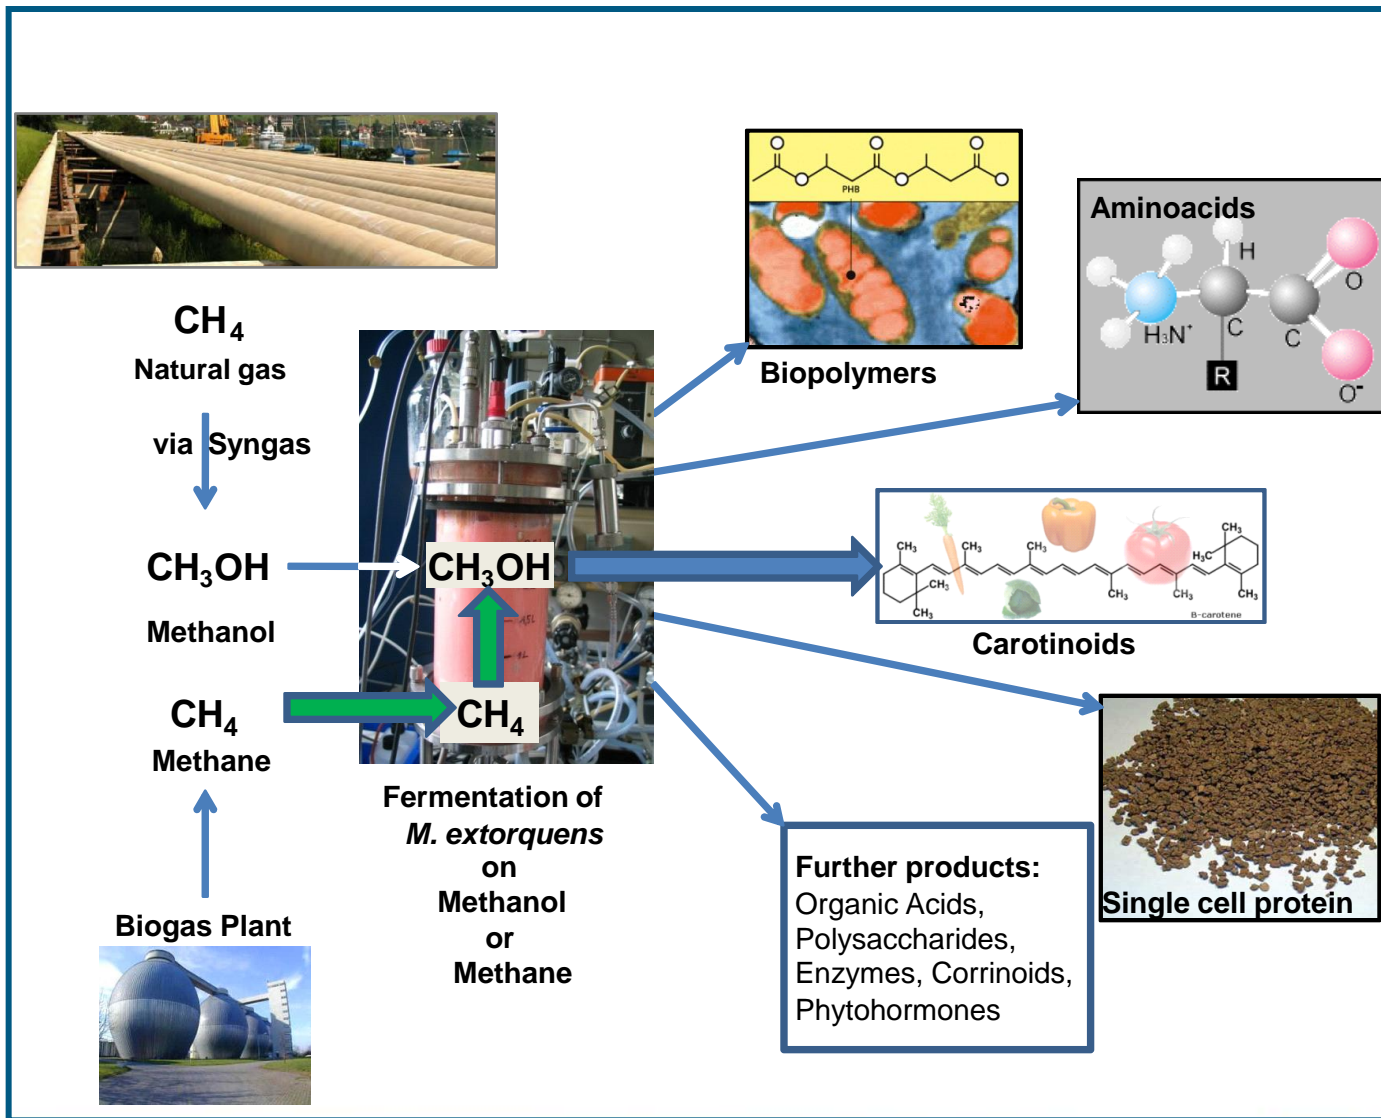 CH₄
Natural gas
via Syngas
CH₃OH
Methanol
CH₄
Methane
Biogas Plant
CH₃OH
CH₄
Fermentation of
M. extorquens
on
Methanol
or
Methane
PHB
Biopolymers
Aminoacids
H
O
H₃N⁺
C
C
R
O⁻
CH₃
CH₃
CH₃
CH₃
H₃C
CH₃
CH₃
CH₃
CH₃
CH₃
B-carotene
Carotinoids
Single cell protein
Further products:
Organic Acids,
Polysaccharides,
Enzymes, Corrinoids,
Phytohormones